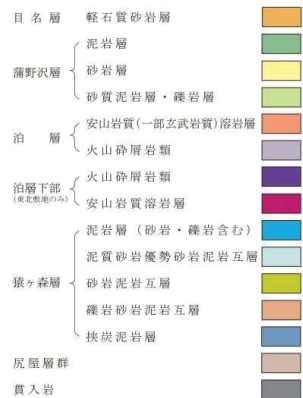 目名層 軽石質砂岩層
泥岩層
蒲野沢層 砂岩層
砂質泥岩層・礫岩層
安山岩質(一部玄武岩質)溶岩層
泊層
火山砕屑岩類
泊層下部 火山砕屑岩類
(東北敷地のみ)
安山岩質溶岩層
泥岩層(砂岩・礫岩含む)
泥質砂岩優勢砂岩泥岩互層
猿ヶ森層 砂岩泥岩互層
礫岩砂岩泥岩互層
挟炭泥岩層
尻屋層群
貫入岩